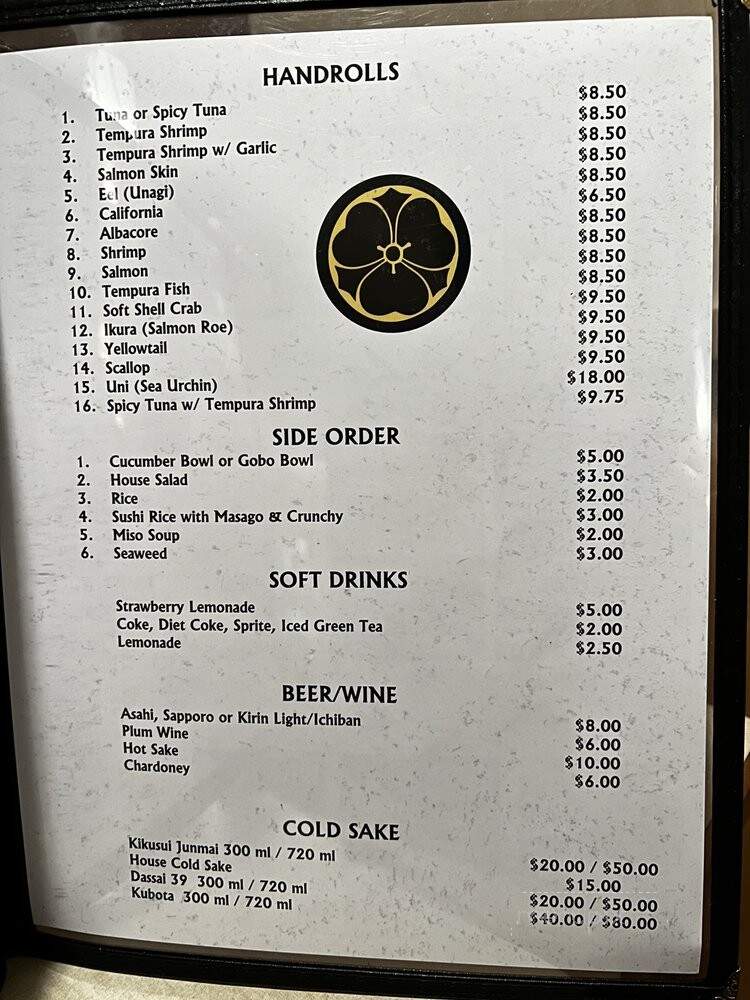 HANDROLLS
1. Tuna or Spicy Tuna $8.50
2. Tempura Shrimp $8.50
3. Tempura Shrimp w/ Garlic $8.50
4. Salmon Skin $8.50
5. Eel (Unagi) $8.50
6. California $6.50
7. Albacore $8.50
8. Shrimp $8.50
9. Salmon $8.50
10. Tempura Fish $8.50
11. Soft Shell Crab $9.50
12. Ikura (Salmon Roe) $9.50
13. Yellowtail $9.50
14. Scallop $9.50
15. Uni (Sea Urchin) $18.00
16. Spicy Tuna w/ Tempura Shrimp $9.75
SIDE ORDER
1. Cucumber Bowl or Gobo Bowl $5.00
2. House Salad $3.50
3. Rice $2.00
4. Sushi Rice with Masago & Crunchy $3.00
5. Miso Soup $2.00
6. Seaweed $3.00
SOFT DRINKS
Strawberry Lemonade $5.00
Coke, Diet Coke, Sprite, Iced Green Tea $2.00
Lemonade $2.50
BEER/WINE
Asahi, Sapporo or Kirin Light/Ichiban $8.00
Plum Wine $6.00
Hot Sake $10.00
Chardoney $6.00
COLD SAKE
Kikusui Junmai 300 ml / 720 ml $20.00 / $50.00
House Cold Sake $15.00
Dassai 39 300 ml / 720 ml $20.00 / $50.00
Kubota 300 ml / 720 ml $40.00 / $80.00